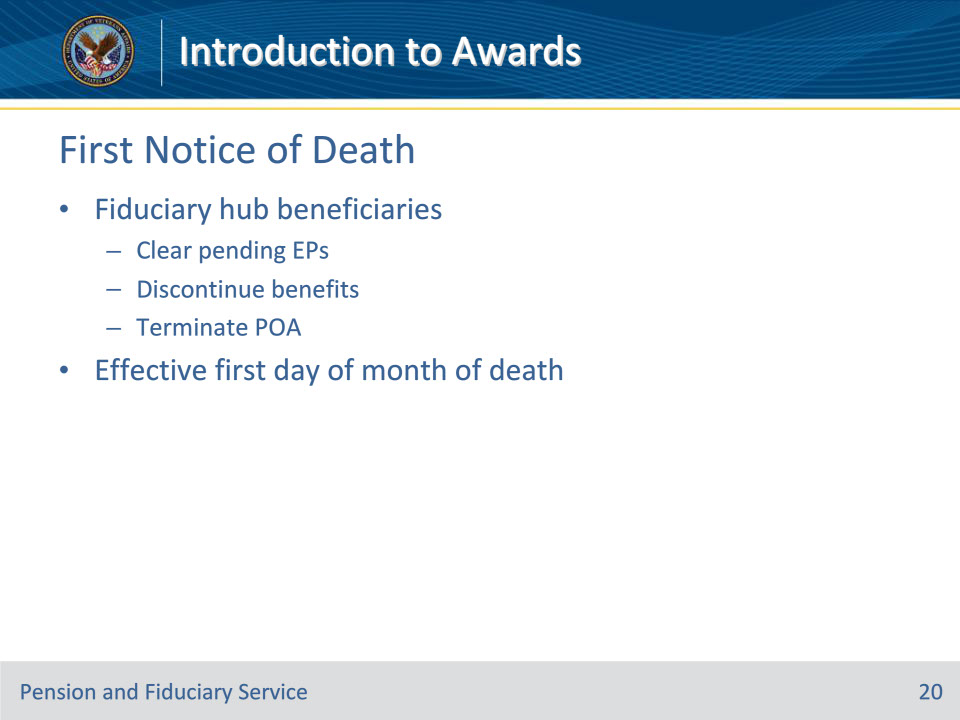 DEPARTMENT OF VETERANS AFFAIRS
UNITED STATES OF AMERICA
Introduction to Awards
First Notice of Death
• Fiduciary hub beneficiaries
– Clear pending EPs
– Discontinue benefits
– Terminate POA
• Effective first day of month of death
Pension and Fiduciary Service 20